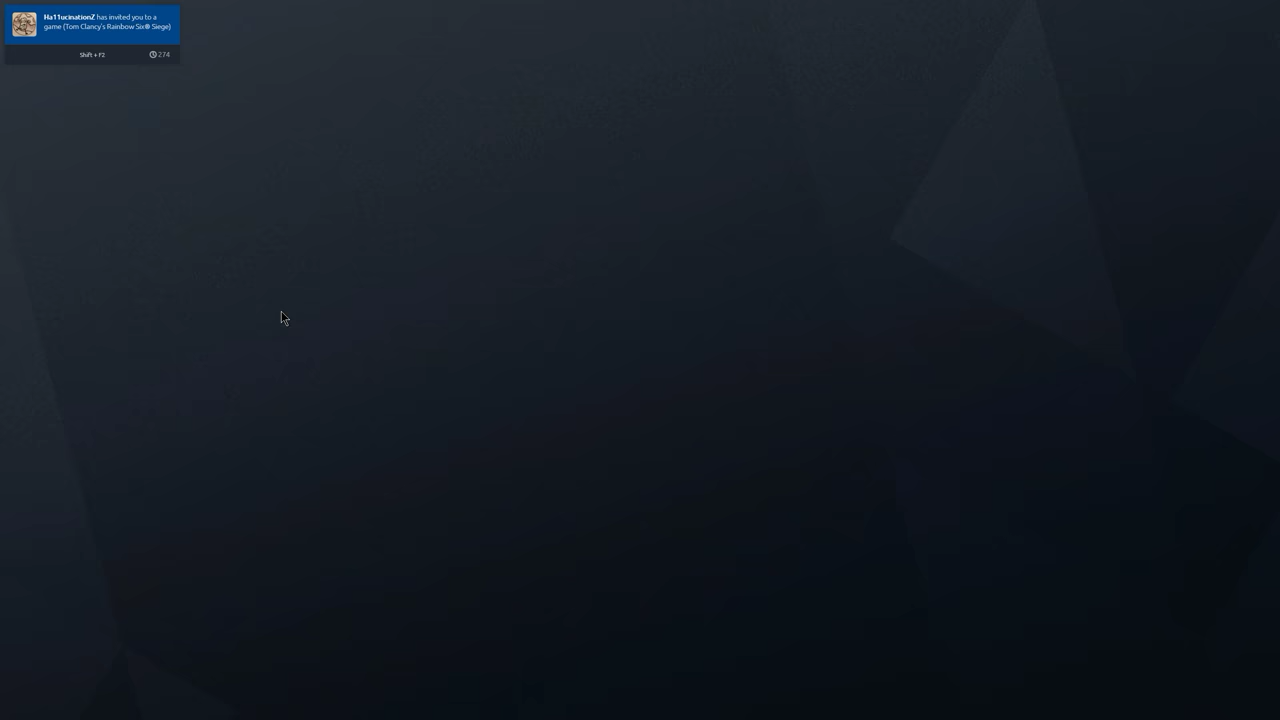 Ha11ucinationZ has invited you to a
game (Tom Clancy's Rainbow Six® Siege)
Shift + F2
274